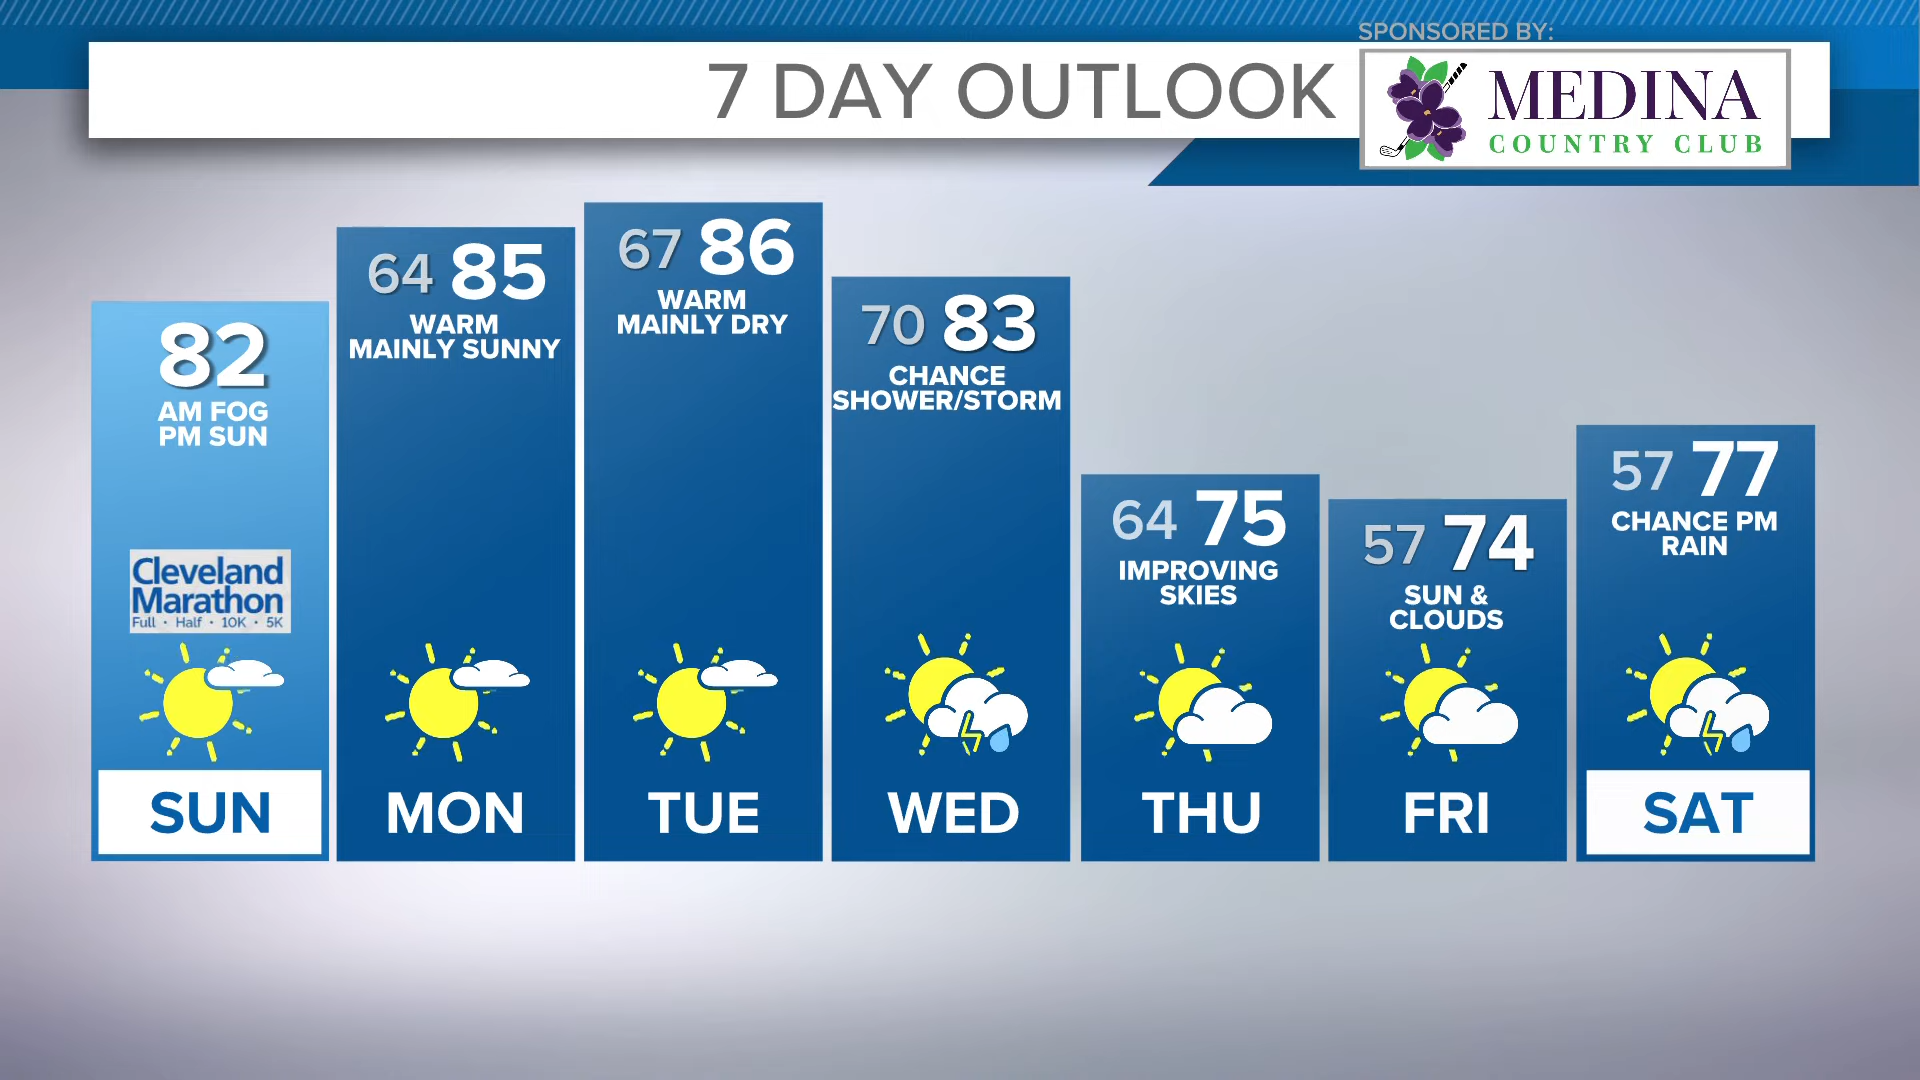 SPONSORED BY:
7 DAY OUTLOOK
MEDINA
COUNTRY CLUB
82
AM FOG
PM SUN
Cleveland
Marathon
Full • Half • 10K • 5K
SUN
64 85
WARM
MAINLY SUNNY
MON
67 86
WARM
MAINLY DRY
TUE
70 83
CHANCE
SHOWER/STORM
WED
64 75
IMPROVING
SKIES
THU
57 74
SUN &
CLOUDS
FRI
57 77
CHANCE PM
RAIN
SAT